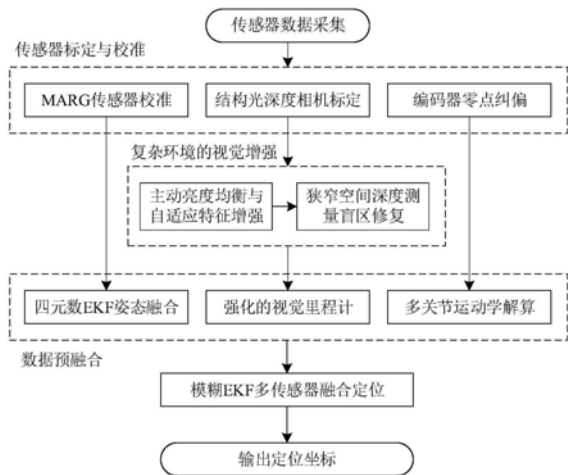 传感器数据采集
传感器标定与校准
MARG传感器校准
结构光深度相机标定
编码器零点纠偏
复杂环境的视觉增强
主动亮度均衡与
自适应特征增强
狭窄空间深度测
量盲区修复
四元数EKF姿态融合
强化的视觉里程计
多关节运动学解算
数据预融合
模糊EKF多传感器融合定位
输出定位坐标